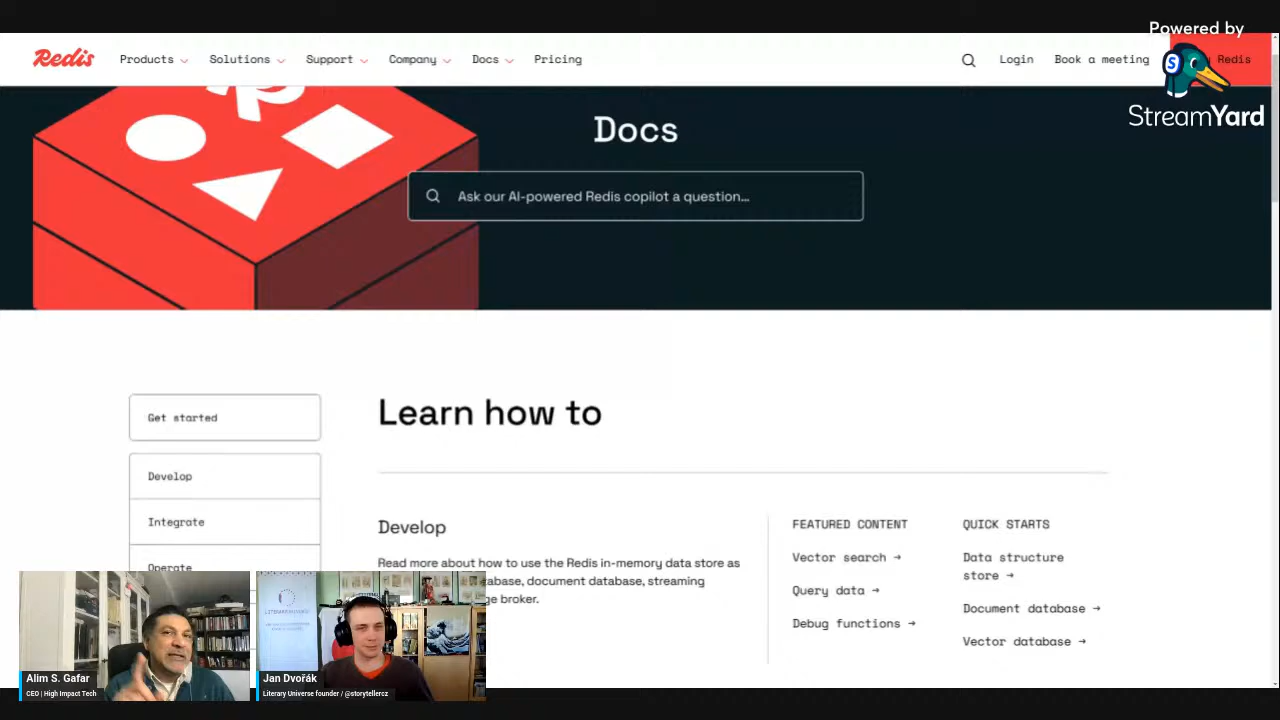 Powered by
StreamYard
Redis
Products
Solutions
Support
Company
Docs
Pricing
Login
Book a meeting
Redis
Docs
Ask our AI-powered Redis copilot a question...
Get started
Develop
Integrate
Operate
Learn how to
Develop
Read more about how to use the Redis in-memory data store as
abase, document database, streaming
ge broker.
FEATURED CONTENT
Vector search →
Query data →
Debug functions →
QUICK STARTS
Data structure
store →
Document database →
Vector database →
Alim S. Gafar
CEO | High Impact Tech
Jan Dvořák
Literary Universe founder / @storytellercz